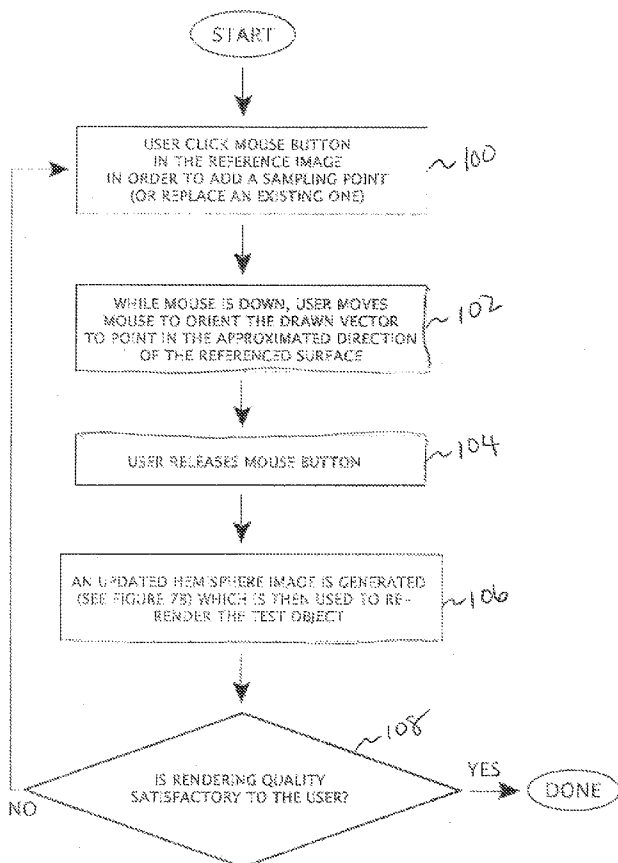 START
USER CLICK MOUSE BUTTON
IN THE REFERENCE IMAGE
IN ORDER TO ADD A SAMPLING POINT
(OR REPLACE AN EXISTING ONE)
100
WHILE MOUSE IS DOWN, USER MOVES
MOUSE TO ORIENT THE DRAWN VECTOR
TO POINT IN THE APPROXIMATED DIRECTION
OF THE REFERENCED SURFACE
102
USER RELEASES MOUSE BUTTON
104
AN UPDATED HEMISPHERE IMAGE IS GENERATED
(SEE FIGURE 7B) WHICH IS THEN USED TO RE-
RENDER THE TEST OBJECT
106
108
IS RENDERING QUALITY
SATISFACTORY TO THE USER?
YES
DONE
NO